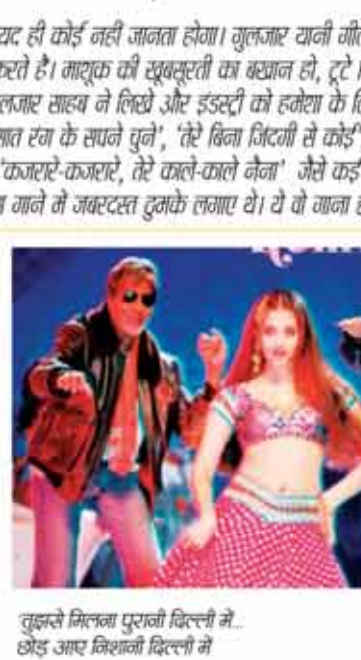 यद ही कोई नहीं जानता होगा। गुलजार यानी गीत
करते हैं। माशूक की खूबसूरती का बखान हो, टूटे
लजार साहब ने लिखे और इंडस्ट्री को हमेशा के
सात रंग के सपने चुने', 'तेरे बिना जिंदगी से कोई
'कजरारे-कजरारे, तेरे काले-काले नैना' जैसे कई
गाने में जबरदस्त ठुमके लगाए थे। ये वो गाना
'तुझसे मिलना पुरानी दिल्ली में...
छोड़ आए निशानी दिल्ली में